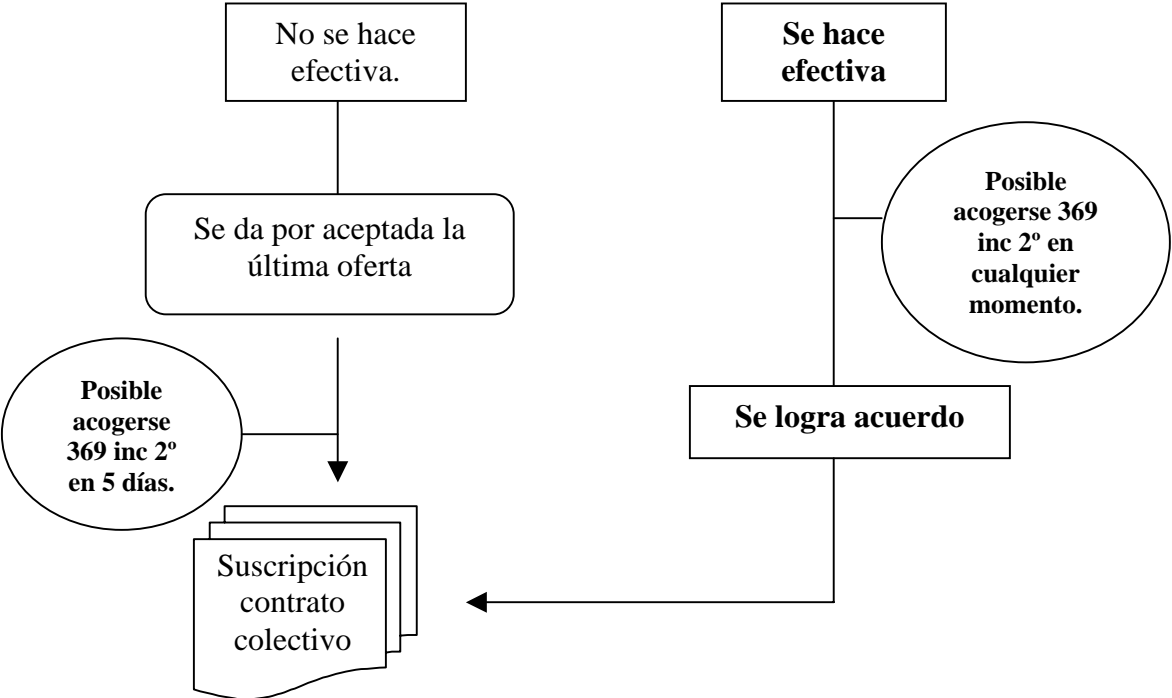 No se hace
efectiva.
Se hace
efectiva
Posible
acogerse 369
inc 2º en
cualquier
momento.
Se da por aceptada la
última oferta
Posible
acogerse
369 inc 2º
en 5 días.
Se logra acuerdo
Suscripción
contrato
colectivo